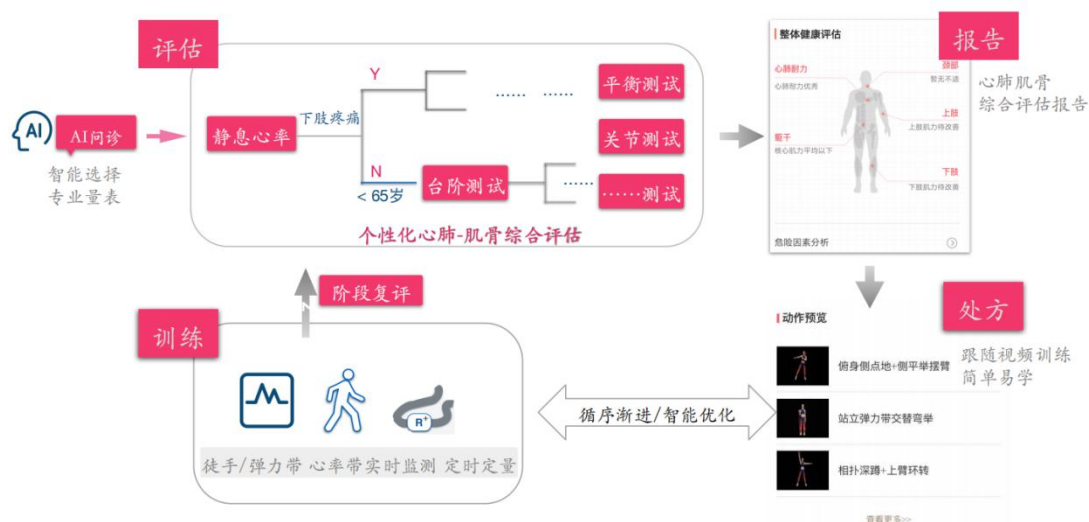 评估
Y
下肢疼痛
N
< 65岁
静息心率
台阶测试
……
……
……
……
平衡测试
关节测试
……测试
个性化心肺-肌骨综合评估
AI
AI问诊
智能选择
专业量表
整体健康评估
心肺耐力
心肺耐力优秀
颈部
暂无不适
上肢
上肢肌力待改善
躯干
核心肌力平均以下
下肢
下肢肌力待改善
危险因素分析
报告
心肺肌骨
综合评估报告
处方
跟随视频训练
简单易学
动作预览
俯身侧点地+侧平举摆臂
站立弹力带交替弯举
相扑深蹲+上臂环转
查看更多>>
循序渐进/智能优化
阶段复评
训练
R+
徒手/弹力带 心率带实时监测 定时定量